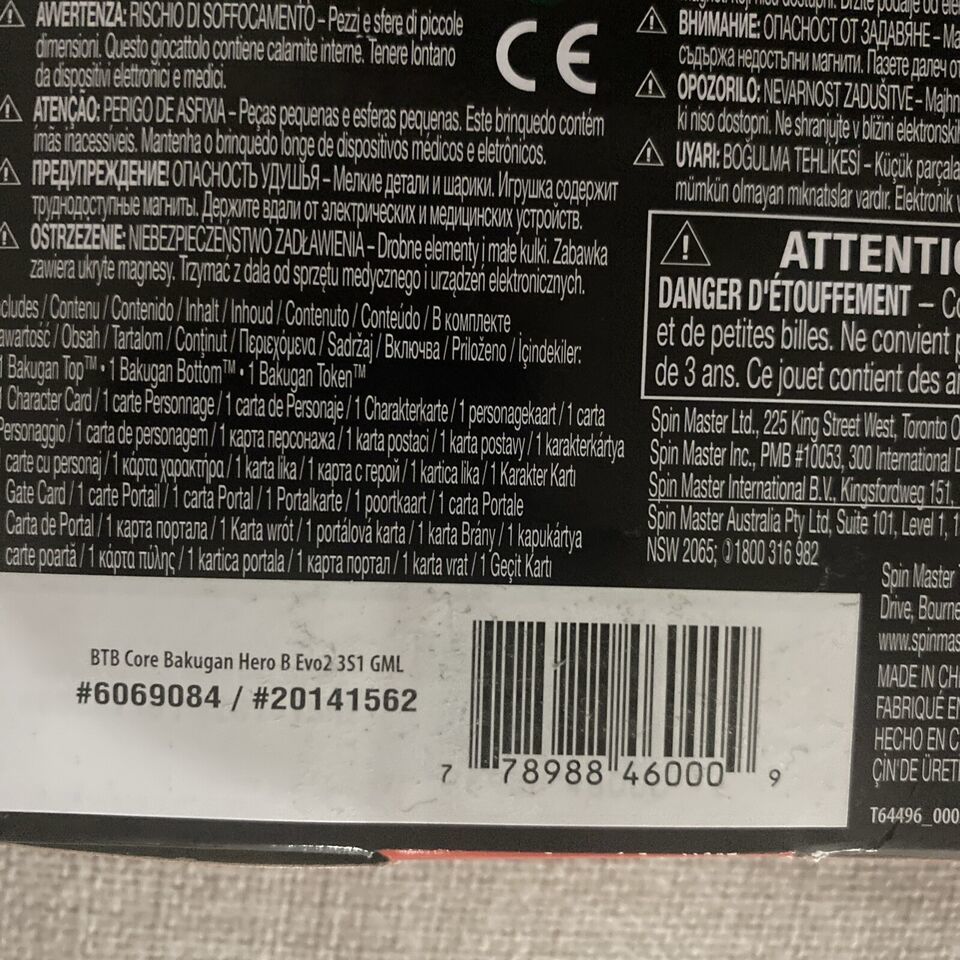 AVVERTENZA: RISCHIO DI SOFFOCAMENTO – Pezzi e sfere di piccole
dimensioni. Questo giocattolo contiene calamite interne. Tenere lontano
da dispositivi elettronici e medici.
ATENÇÃO: PERIGO DE ASFIXIA – Peças pequenas e esferas pequenas. Este brinquedo contém
ímãs inacessíveis. Mantenha o brinquedo longe de dispositivos médicos e eletrônicos.
ПРЕДУПРЕЖДЕНИЕ! ОПАСНОСТЬ УДУШЬЯ – Мелкие детали и шарики. Игрушка содержит
труднодоступные магниты. Держите вдали от электрических и медицинских устройств.
OSTRZEŻENIE: NIEBEZPIECZEŃSTWO ZADŁAWIENIA – Drobne elementy i małe kulki. Zabawka
zawiera ukryte magnesy. Trzymać z dala od sprzętu medycznego i urządzeń elektronicznych.
CE
cludes / Contenu / Contenido / Inhalt / Inhoud / Contenuto / Conteúdo / В комплекте
awartość / Obsah / Tartalom / Conţinut / Περιεχόμενα / Sadržaj / Включва / Priloženo / İçindekiler:
1 Bakugan Top™ • 1 Bakugan Bottom™ • 1 Bakugan Token™
1 Character Card / 1 carte Personnage / 1 carta de Personaje / 1 Charakterkarte / 1 personagekaart / 1 carta
Personaggio / 1 carta de personagem / 1 карта персонажа / 1 karta postaci / 1 karta postavy / 1 karakterkártya
carte cu personaj / 1 κάρτα χαρακτήρα / 1 karta lika / 1 карта с герой / 1 kartica lika / 1 Karakter Kartı
Gate Card / 1 carte Portail / 1 carta Portal / 1 Portalkarte / 1 poortkaart / 1 carta Portale
Carta de Portal / 1 карта портала / 1 Karta wrót / 1 portálová karta / 1 karta Brány / 1 kapukártya
carte poartă / 1 κάρτα πύλης / 1 kartica portala / 1 карта портал / 1 karta vrat / 1 Geçit Kartı
ВНИМАНИЕ: ОПАСНОСТ ОТ ЗАДАВЯНЕ – Ма
съдържа недостъпни магнити. Пазете далеч от
OPOZORILO: NEVARNOST ZADUŠITVE – Majhn
ki niso dostopni. Ne shranjujte v bližini elektronski
UYARI: BOĞULMA TEHLİKESİ – Küçük parçala
mümkün olmayan mıknatıslar vardır. Elektronik v
ATTENTIO
DANGER D'ÉTOUFFEMENT – Co
et de petites billes. Ne convient p
de 3 ans. Ce jouet contient des ai
Spin Master Ltd., 225 King Street West, Toronto O
Spin Master Inc., PMB #10053, 300 International D
Spin Master International B.V., Kingsfordweg 151,
Spin Master Australia Pty Ltd, Suite 101, Level 1, 1
NSW 2065; 1800 316 982
Spin Master T
Drive, Bourne
www.spinmas
MADE IN CHI
FABRIQUÉ EN
HECHO EN C
ÇİN'DE ÜRETİ
T64496_000
BTB Core Bakugan Hero B Evo2 3S1 GML
#6069084 / #20141562
7 78988 46000 9